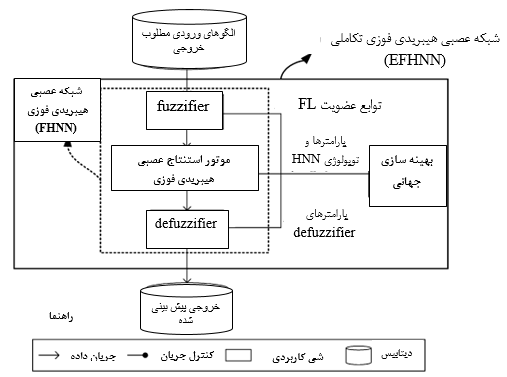 الگوهای ورودی مطلوب
خروجی
شبکه عصبی هیبریدی فوزی تکاملی
(EFHNN)
شبکه عصبی
هیبریدی فوزی
(FHNN)
fuzzifier
توابع عضویت FL
موتور استنتاج عصبی
هیبریدی فوزی
پارامترها و
توپولوژی HNN
بهینه سازی
جهانی
defuzzifier
پارامترهای
defuzzifier
خروجی پیش بینی
شده
راهنما
جریان داده
کنترل جریان
شی کاربردی
دیتابیس